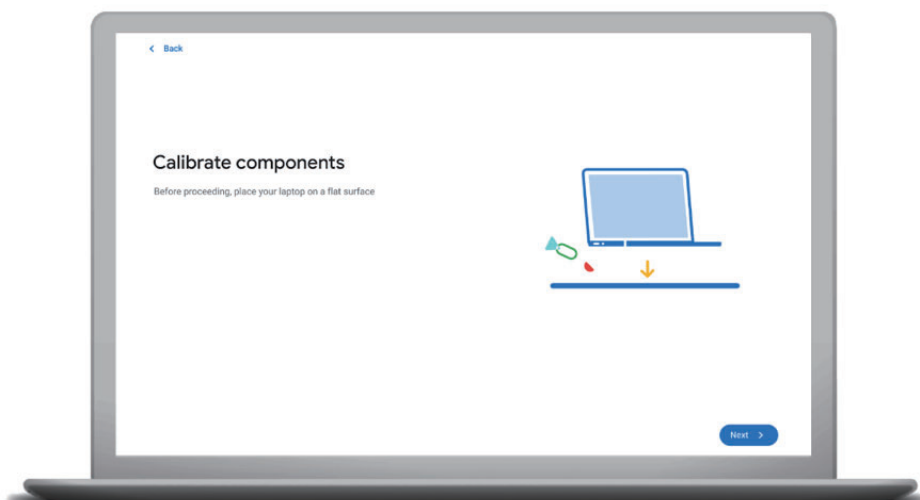 Back
Calibrate components
Before proceeding, place your laptop on a flat surface
Next